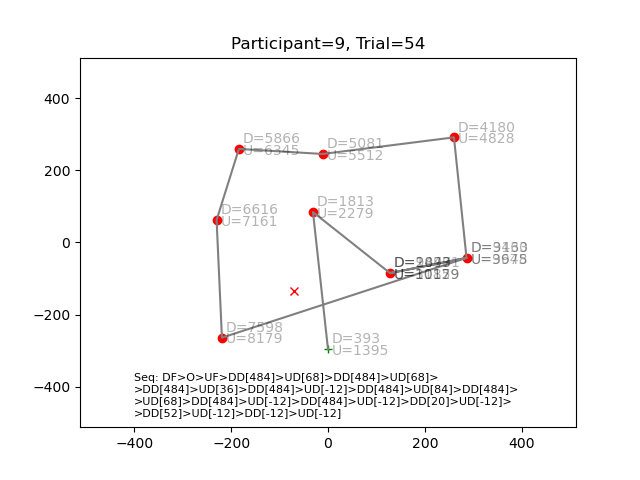 Participant=9, Trial=54
400
200
0
−200
−400
−400
−200
0
200
400
D=5866
U=6345
D=5081
U=5512
D=4180
U=4828
D=6616
U=7161
D=1813
U=2279
D=7598
U=8179
D=393
U=1395
Seq: DF>O>UF>DD[484]>UD[68]>DD[484]>UD[68]>
>DD[484]>UD[36]>DD[484]>UD[-12]>DD[484]>UD[84]>DD[484]>
>UD[68]>DD[484]>UD[-12]>DD[484]>UD[-12]>DD[20]>UD[-12]>
>DD[52]>UD[-12]>DD[-12]>UD[-12]